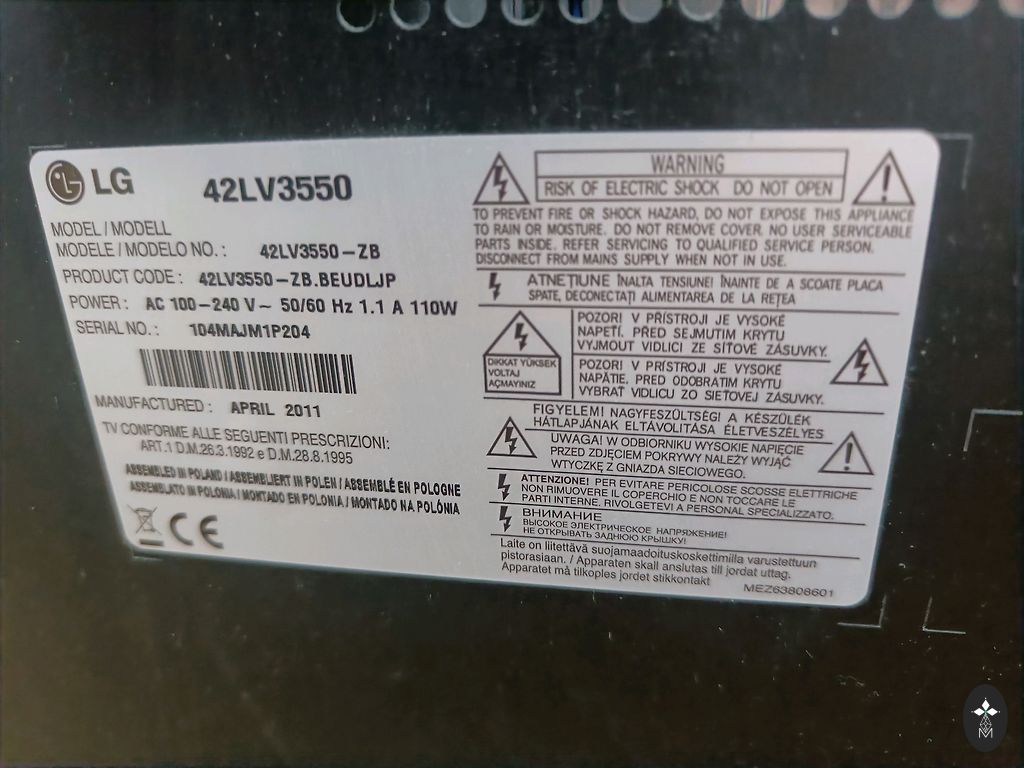 LG
42LV3550
MODEL / MODELL
MODELE / MODELO NO. : 42LV3550-ZB
PRODUCT CODE : 42LV3550-ZB.BEUDLJP
POWER : AC 100-240 V~ 50/60 Hz 1.1 A 110W
SERIAL NO. : 104MAJM1P204
MANUFACTURED : APRIL 2011
TV CONFORME ALLE SEGUENTI PRESCRIZIONI:
ART.1 D.M.26.3.1992 e D.M.28.8.1995
ASSEMBLED IN POLAND / ASSEMBLIERT IN POLEN / ASSEMBLÉ EN POLOGNE
ASSEMBLATO IN POLONIA / MONTADO EN POLONIA / MONTADO NA POLÓNIA
CE
WARNING
RISK OF ELECTRIC SHOCK DO NOT OPEN
TO PREVENT FIRE OR SHOCK HAZARD, DO NOT EXPOSE THIS APPLIANCE
TO RAIN OR MOISTURE. DO NOT REMOVE COVER. NO USER SERVICEABLE
PARTS INSIDE. REFER SERVICING TO QUALIFIED SERVICE PERSON.
DISCONNECT FROM MAINS SUPPLY WHEN NOT IN USE.
ATNEȚIUNE ÎNALTA TENSIUNE! ÎNAINTE DE A SCOATE PLACA
SPATE, DECONECTAȚI ALIMENTAREA DE LA REȚEA
DIKKAT YÜKSEK
VOLTAJ
AÇMAYINIZ
POZOR! V PŘÍSTROJI JE VYSOKÉ
NAPETÍ. PŘED SEJMUTIM KRYTU
VYJMOUT VIDLICI ZE SÍŤOVÉ ZÁSUVKY.
POZOR! V PRÍSTROJI JE VYSOKÉ
NAPÄTIE. PRED ODOBRATIM KRYTU
VYBRAŤ VIDLICU ZO SIEŤOVEJ ZÁSUVKY.
FIGYELEM! NAGYFESZÜLTSÉG! A KÉSZÜLÉK
HÁTLAPJÁNAK ELTÁVOLÍTÁSA ÉLETVESZÉLYES
UWAGA! W ODBIORNIKU WYSOKIE NAPIĘCIE
PRZED ZDJĘCIEM POKRYWY NALEŻY WYJĄĆ
WTYCZKĘ Z GNIAZDA SIECIOWEGO.
ATTENZIONE! PER EVITARE PERICOLOSE SCOSSE ELETTRICHE
NON RIMUOVERE IL COPERCHIO E NON TOCCARE LE
PARTI INTERNE. RIVOLGETEVI A PERSONAL SPECIALIZZATO.
ВНИМАНИЕ
ВЫСОКОЕ ЭЛЕКТРИЧЕСКОЕ НАПРЯЖЕНИЕ!
НЕ ОТКРЫВАТЬ ЗАДНЮЮ КРЫШКУ!
Laite on liitettävä suojamaadoituskoskettimilla varustettuun
pistorasiaan. / Apparaten skall anslutas till jordat uttag.
Apparatet må tilkoples jordet stikkontakt
MEZ63808601
M